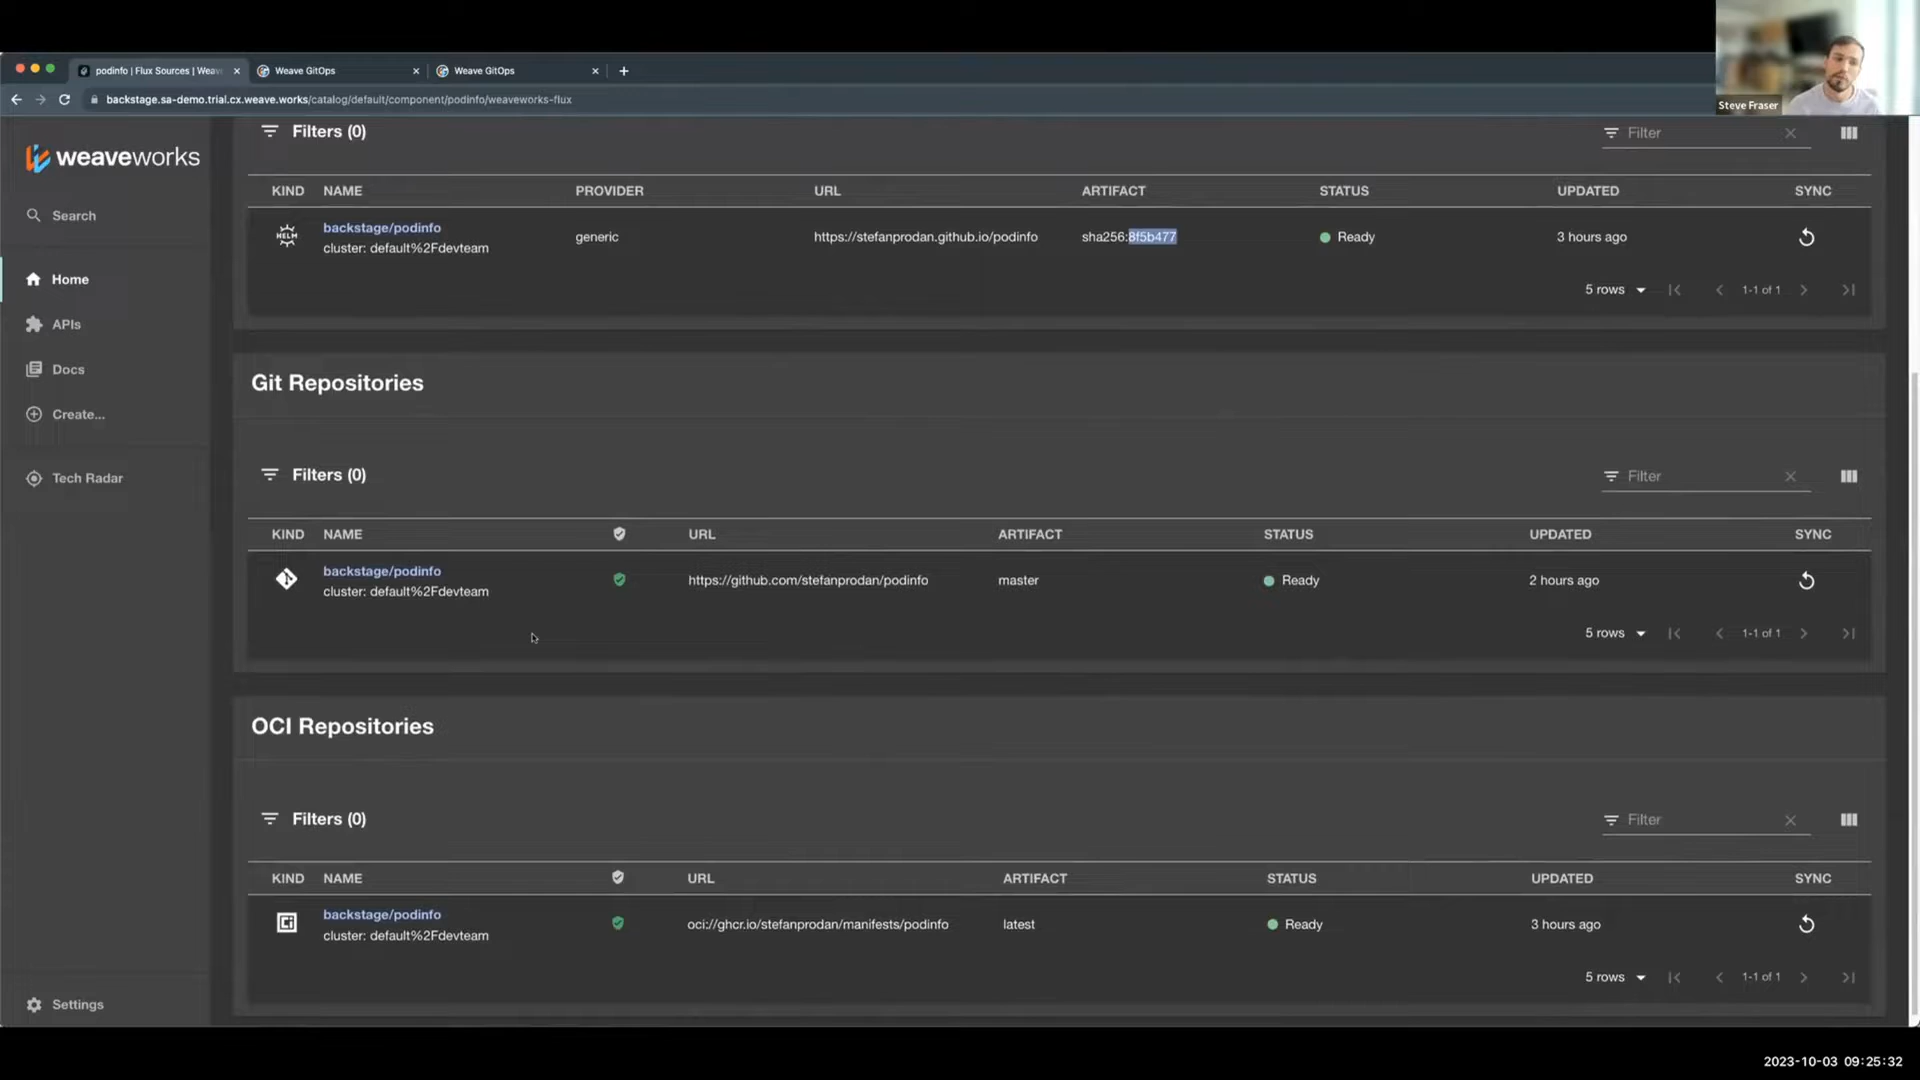 podinfo | Flux Sources | Weav
Weave GitOps
Weave GitOps
backstage.sa-demo.trial.cx.weave.works/catalog/default/component/podinfo/weaveworks-flux
Steve Fraser
weaveworks
Search
Home
APIs
Docs
Create...
Tech Radar
Settings
Filters (0)
Filter
KIND NAME PROVIDER URL ARTIFACT STATUS UPDATED SYNC
HELM backstage/podinfo generic https://stefanprodan.github.io/podinfo sha256:8f5b477 Ready 3 hours ago
cluster: default%2Fdevteam
5 rows 1-1 of 1
Git Repositories
Filters (0)
Filter
KIND NAME URL ARTIFACT STATUS UPDATED SYNC
backstage/podinfo https://github.com/stefanprodan/podinfo master Ready 2 hours ago
cluster: default%2Fdevteam
5 rows 1-1 of 1
OCI Repositories
Filters (0)
Filter
KIND NAME URL ARTIFACT STATUS UPDATED SYNC
backstage/podinfo oci://ghcr.io/stefanprodan/manifests/podinfo latest Ready 3 hours ago
cluster: default%2Fdevteam
5 rows 1-1 of 1
2023-10-03 09:25:32